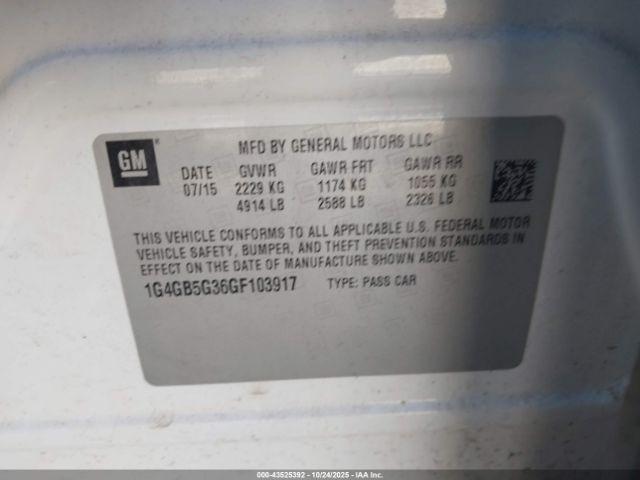 GM
MFD BY GENERAL MOTORS LLC
DATE GVWR GAWR FRT GAWR RR
07/15 2229 KG 1174 KG 1055 KG
4914 LB 2588 LB 2326 LB
THIS VEHICLE CONFORMS TO ALL APPLICABLE U.S. FEDERAL MOTOR
VEHICLE SAFETY, BUMPER, AND THEFT PREVENTION STANDARDS IN
EFFECT ON THE DATE OF MANUFACTURE SHOWN ABOVE.
1G4GB5G36GF103917 TYPE: PASS CAR
000-43525392 - 10/24/2025 - IAAI.COM